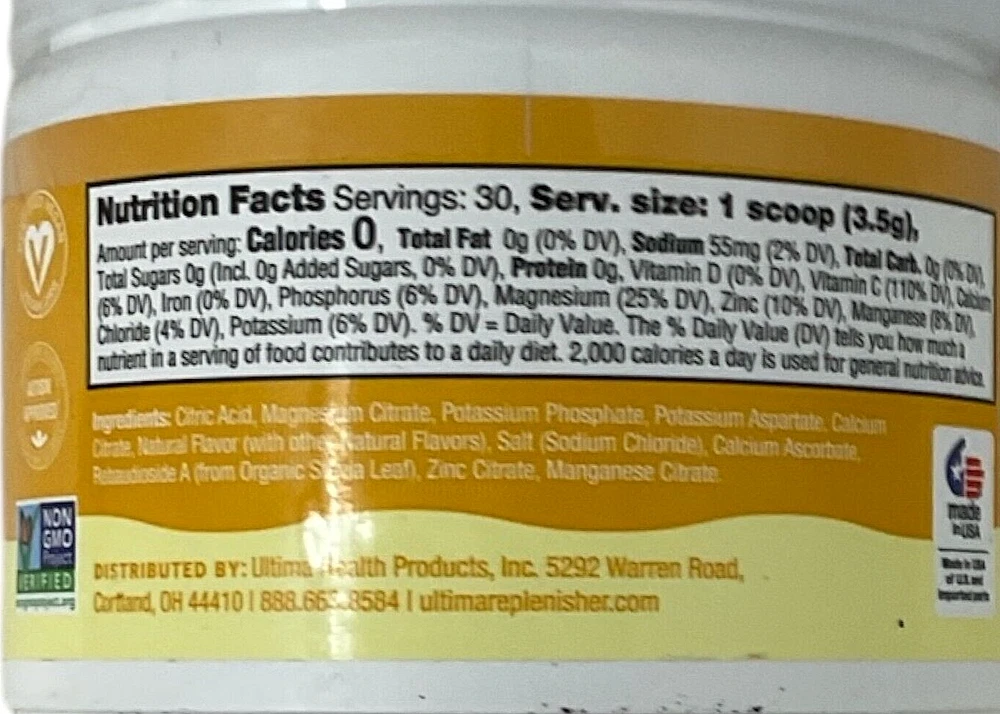 Nutrition Facts Servings: 30, Serv. size: 1 scoop (3.5g),
Amount per serving: Calories 0, Total Fat 0g (0% DV), Sodium 55mg (2% DV), Total Carb. 0g (0% DV),
Total Sugars 0g (Incl. 0g Added Sugars, 0% DV), Protein 0g, Vitamin D (0% DV), Vitamin C (110% DV), Calcium
(6% DV), Iron (0% DV), Phosphorus (6% DV), Magnesium (25% DV), Zinc (10% DV), Manganese (8% DV),
Chloride (4% DV), Potassium (6% DV). % DV = Daily Value. The % Daily Value (DV) tells you how much a
nutrient in a serving of food contributes to a daily diet. 2,000 calories a day is used for general nutrition advice.
Ingredients: Citric Acid, Magnesium Citrate, Potassium Phosphate, Potassium Aspartate, Calcium
Citrate, Natural Flavor (with other Natural Flavors), Salt (Sodium Chloride), Calcium Ascorbate,
Rebaudioside A (from Organic Stevia Leaf), Zinc Citrate, Manganese Citrate.
NON
GMO
Project
VERIFIED
made
in USA
Made in USA
of U.S. and
imported parts
DISTRIBUTED BY: Ultima Health Products, Inc. 5292 Warren Road,
Cortland, OH 44410 | 888.66 .8584 | ultimareplenisher.com